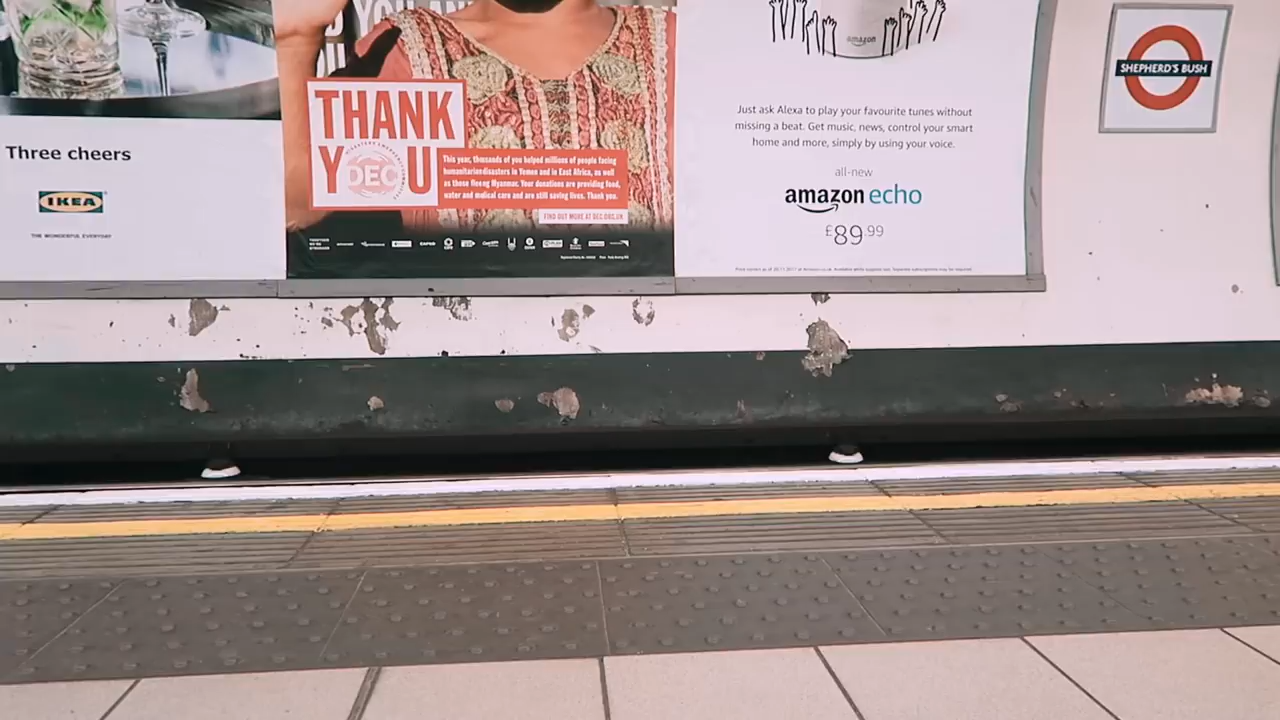 Three cheers
IKEA
THE WONDERFUL EVERYDAY
YOU AND
THANK
YOU
DEC
This year, thousands of you helped millions of people facing
humanitarian disasters in Yemen and in East Africa, as well
as those fleeing Myanmar. Your donations are providing food,
water and medical care and are still saving lives. Thank you.
FIND OUT MORE AT DEC.ORG.UK
amazon
Just ask Alexa to play your favourite tunes without
missing a beat. Get music, news, control your smart
home and more, simply by using your voice.
all-new
amazon echo
£89.99
SHEPHERD'S BUSH